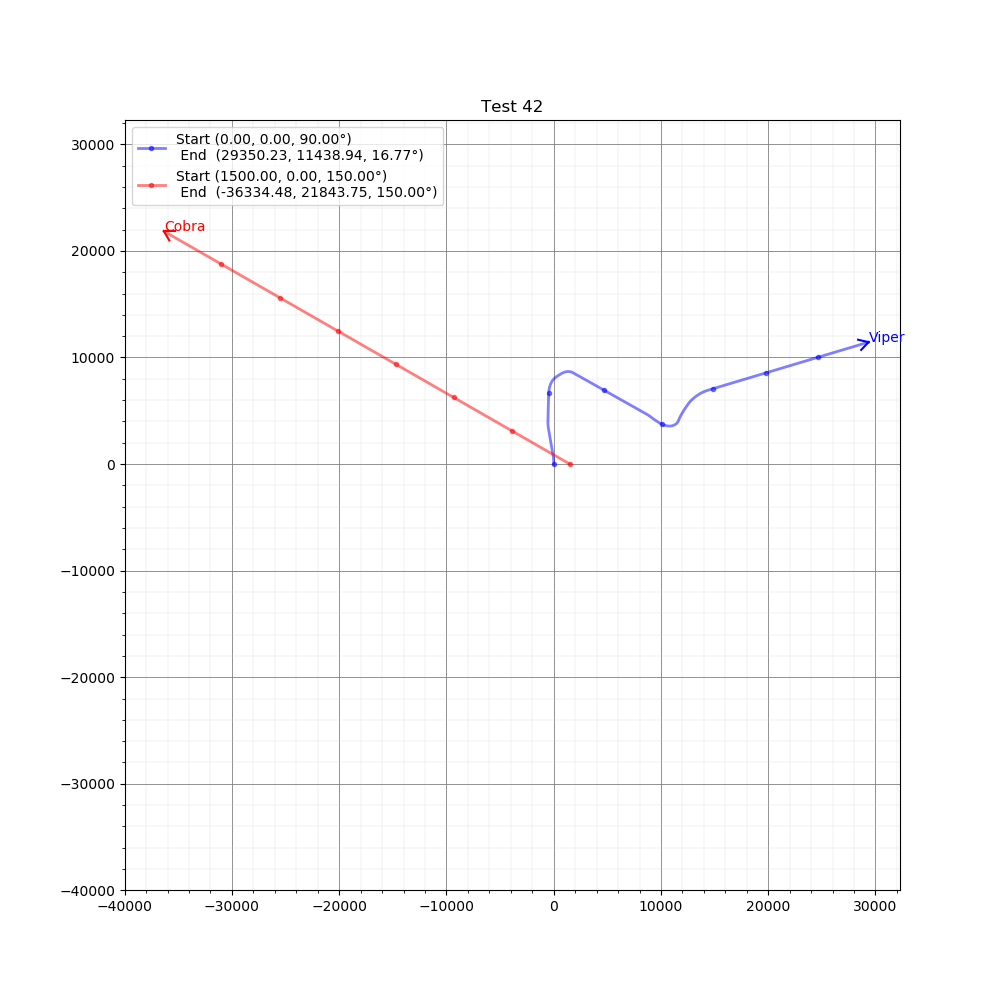 Test 42
Start (0.00, 0.00, 90.00°)
End  (29350.23, 11438.94, 16.77°)
Start (1500.00, 0.00, 150.00°)
End  (-36334.48, 21843.75, 150.00°)
Cobra
Viper
30000
20000
10000
0
−10000
−20000
−30000
−40000
−40000 −30000 −20000 −10000 0 10000 20000 30000